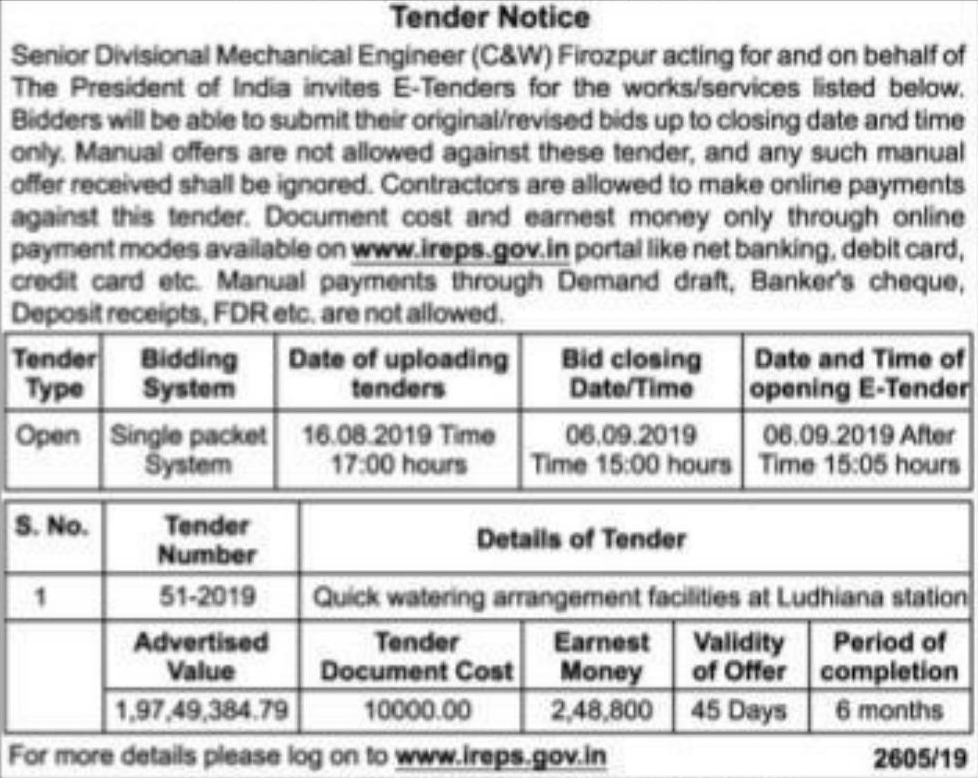 Tender Notice
Senior Divisional Mechanical Engineer (C&W) Firozpur acting for and on behalf of
The President of India invites E-Tenders for the works/services listed below.
Bidders will be able to submit their original/revised bids up to closing date and time
only. Manual offers are not allowed against these tender, and any such manual
offer received shall be ignored. Contractors are allowed to make online payments
against this tender. Document cost and earnest money only through online
payment modes available on www.ireps.gov.in portal like net banking, debit card,
credit card etc. Manual payments through Demand draft, Banker's cheque,
Deposit receipts, FDR etc. are not allowed.
Tender Type Bidding System Date of uploading tenders Bid closing Date/Time Date and Time of opening E-Tender
Open Single packet System 16.08.2019 Time 17:00 hours 06.09.2019 Time 15:00 hours 06.09.2019 After Time 15:05 hours
S. No. Tender Number Details of Tender
1 51-2019 Quick watering arrangement facilities at Ludhiana station
Advertised Value Tender Document Cost Earnest Money Validity of Offer Period of completion
1,97,49,384.79 10000.00 2,48,800 45 Days 6 months
For more details please log on to www.ireps.gov.in 2605/19